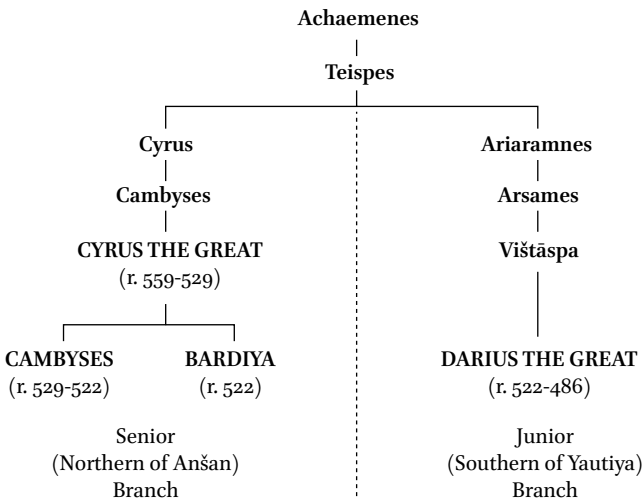 Achaemenes
Teispes
Cyrus
Ariaramnes
Cambyses
Arsames
CYRUS THE GREAT
(r. 559-529)
Vištāspa
CAMBYSES
(r. 529-522)
BARDIYA
(r. 522)
DARIUS THE GREAT
(r. 522-486)
Senior
(Northern of Anšan)
Branch
Junior
(Southern of Yautiya)
Branch